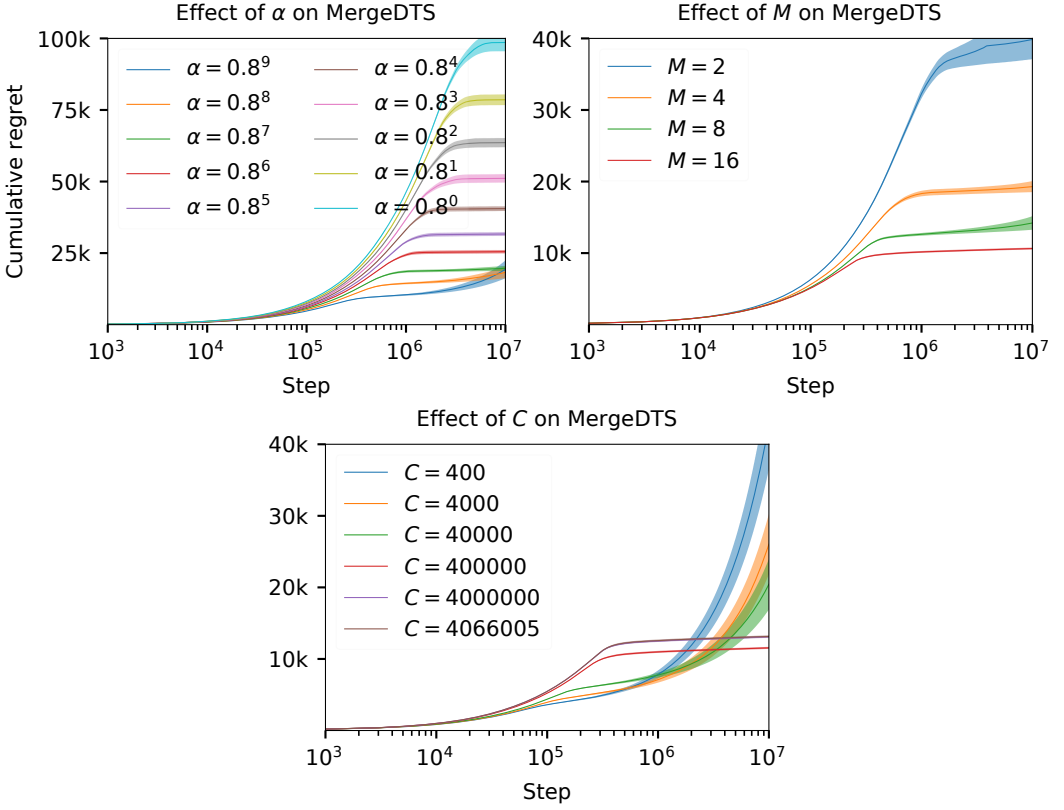 Effect of α on MergeDTS
Cumulative regret
100k
75k
50k
25k
α = 0.8⁹
α = 0.8⁸
α = 0.8⁷
α = 0.8⁶
α = 0.8⁵
α = 0.8⁴
α = 0.8³
α = 0.8²
α = 0.8¹
α = 0.8⁰
10³
10⁴
10⁵
10⁶
10⁷
Step
Effect of M on MergeDTS
40k
30k
20k
10k
M = 2
M = 4
M = 8
M = 16
10³
10⁴
10⁵
10⁶
10⁷
Step
Effect of C on MergeDTS
40k
30k
20k
10k
C = 400
C = 4000
C = 40000
C = 400000
C = 4000000
C = 4066005
10³
10⁴
10⁵
10⁶
10⁷
Step